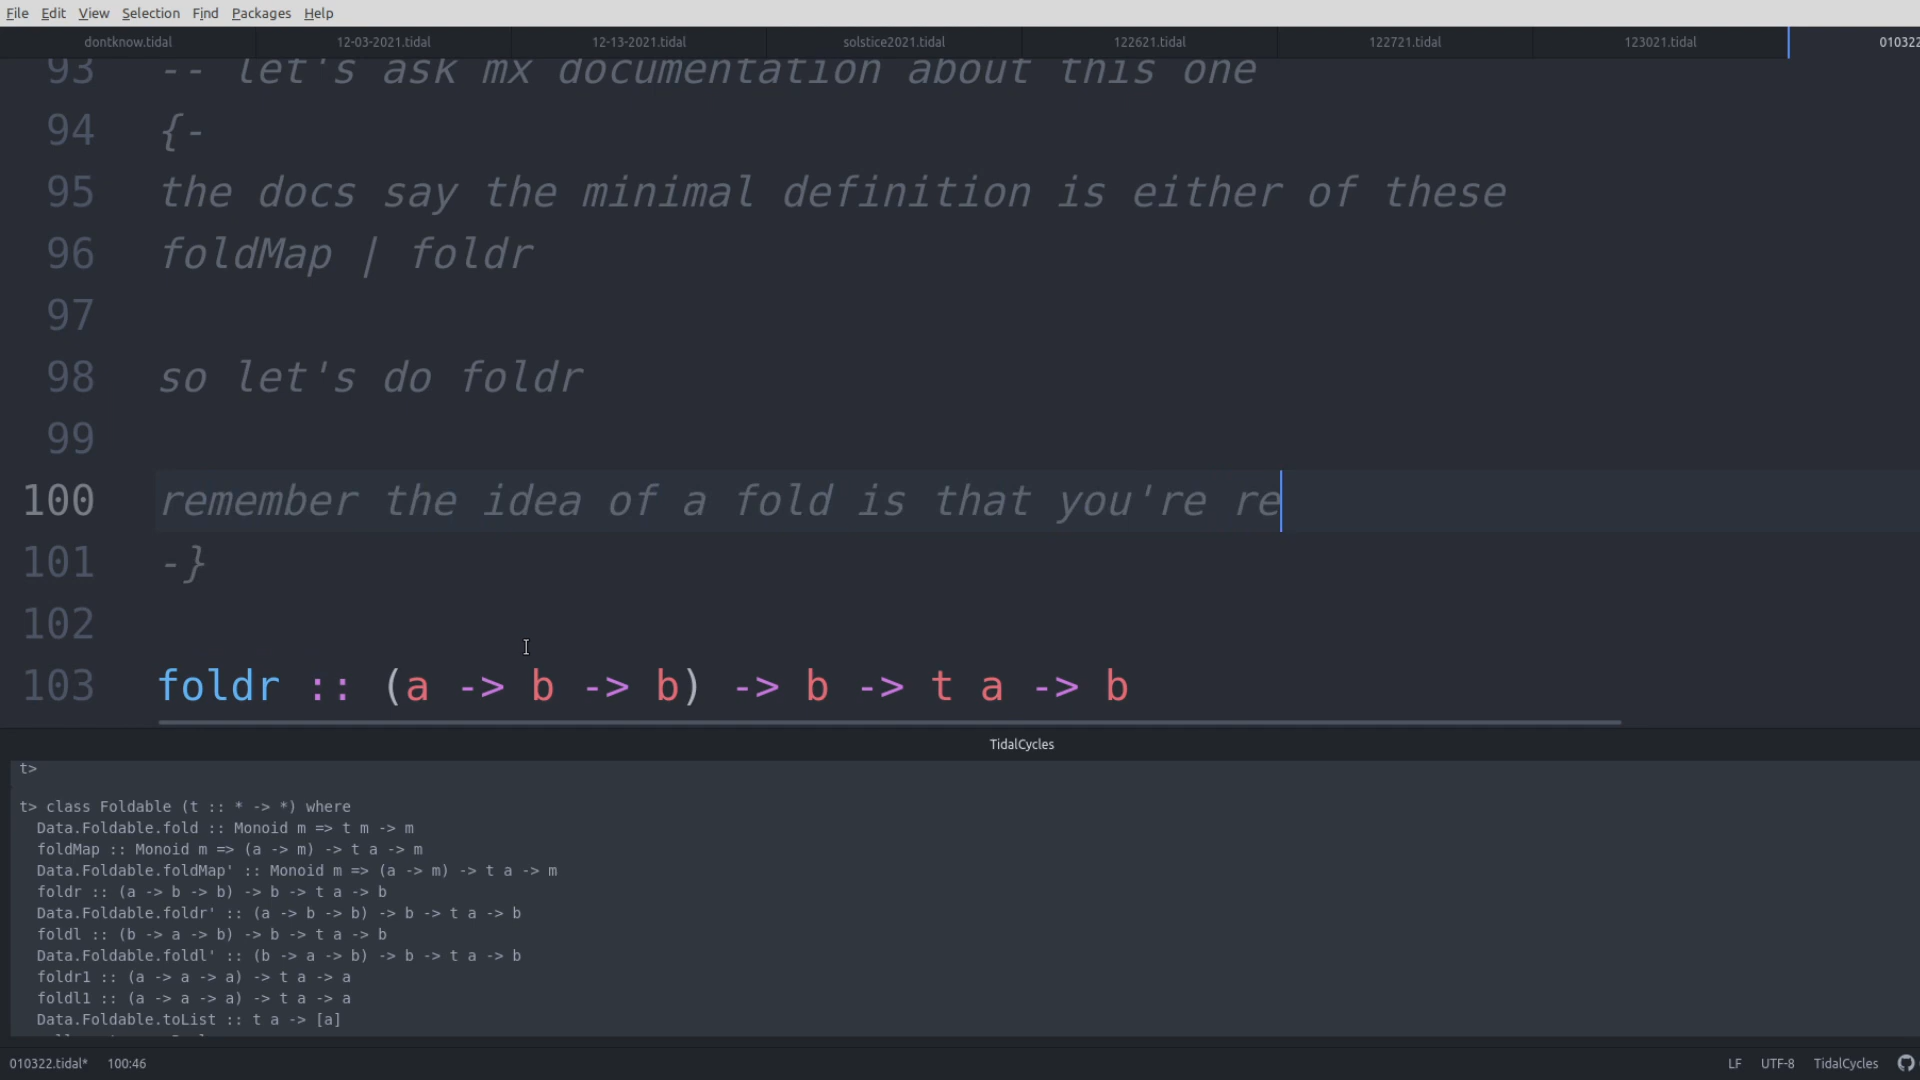 File Edit View Selection Find Packages Help
dontknow.tidal 12-03-2021.tidal 12-13-2021.tidal solstice2021.tidal 122621.tidal 122721.tidal 123021.tidal 010322
93 -- let's ask mx documentation about this one
94 {-
95 the docs say the minimal definition is either of these
96 foldMap | foldr
97
98 so let's do foldr
99
100 remember the idea of a fold is that you're re
101 -}
102
103 foldr :: (a -> b -> b) -> b -> t a -> b
TidalCycles
t>
t> class Foldable (t :: * -> *) where
Data.Foldable.fold :: Monoid m => t m -> m
foldMap :: Monoid m => (a -> m) -> t a -> m
Data.Foldable.foldMap' :: Monoid m => (a -> m) -> t a -> m
foldr :: (a -> b -> b) -> b -> t a -> b
Data.Foldable.foldr' :: (a -> b -> b) -> b -> t a -> b
foldl :: (b -> a -> b) -> b -> t a -> b
Data.Foldable.foldl' :: (b -> a -> b) -> b -> t a -> b
foldr1 :: (a -> a -> a) -> t a -> a
foldl1 :: (a -> a -> a) -> t a -> a
Data.Foldable.toList :: t a -> [a]
010322.tidal* 100:46 LF UTF-8 TidalCycles